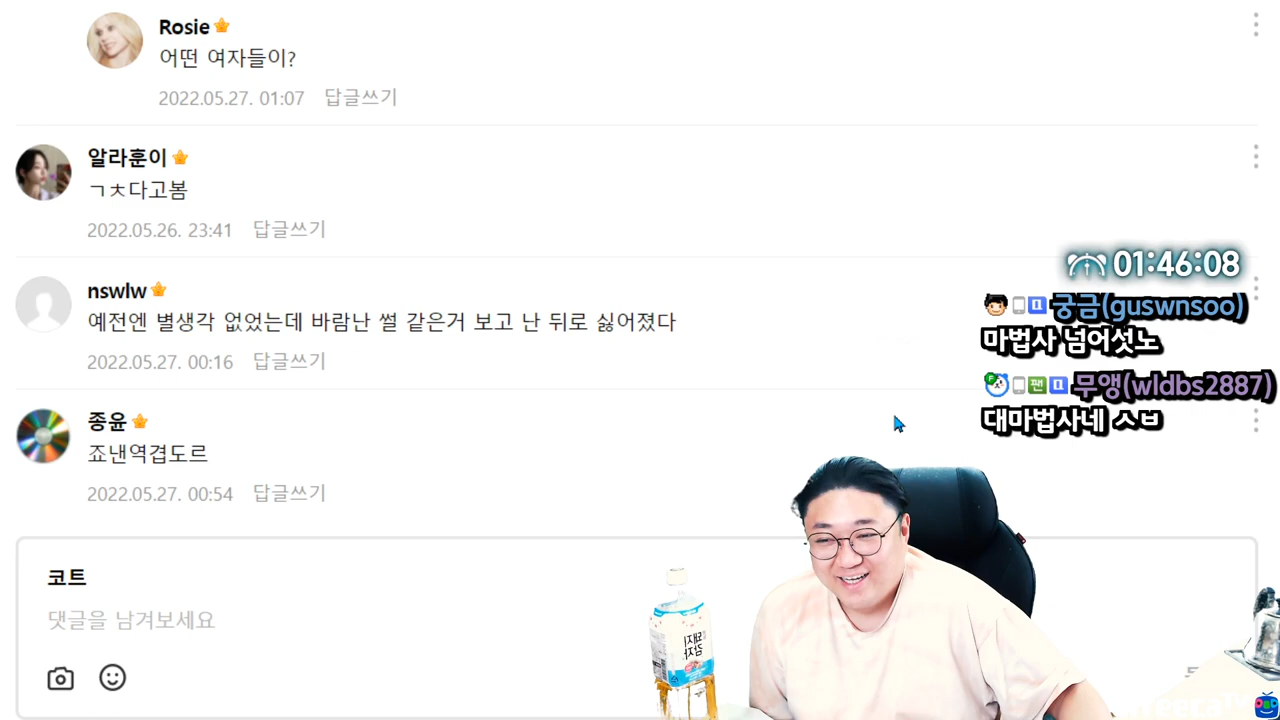 Rosie
어떤 여자들이?
2022.05.27. 01:07 답글쓰기
알라훈이
ㄱㅊ다고봄
2022.05.26. 23:41 답글쓰기
nswlw
예전엔 별생각 없었는데 바람난 썰 같은거 보고 난 뒤로 싫어졌다
2022.05.27. 00:16 답글쓰기
종윤
죠낸역겹도르
2022.05.27. 00:54 답글쓰기
01:46:08
궁금(guswnsoo)
마법사 넘어섯노
팬 무앵(wldbs2887)
대마법사네 ㅅㅂ
코트
댓글을 남겨보세요